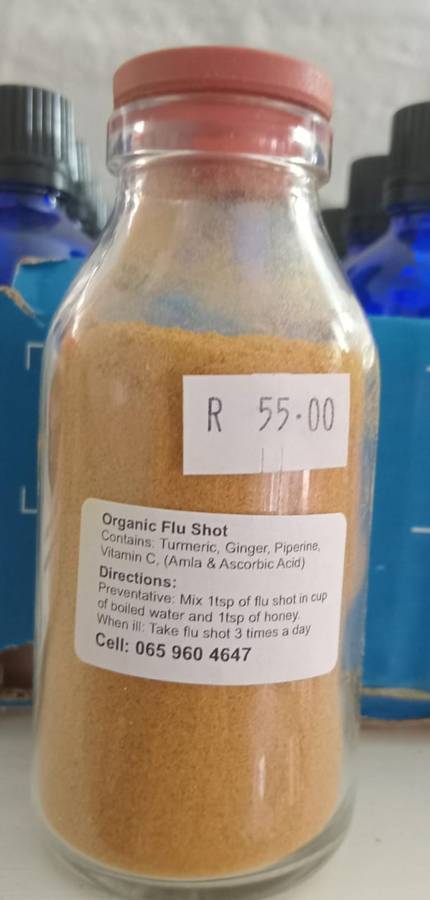 R 55.00
Organic Flu Shot
Contains: Turmeric, Ginger, Piperine,
Vitamin C, (Amla & Ascorbic Acid)
Directions:
Preventative: Mix 1tsp of flu shot in cup
of boiled water and 1tsp of honey.
When ill: Take flu shot 3 times a day
Cell: 065 960 4647